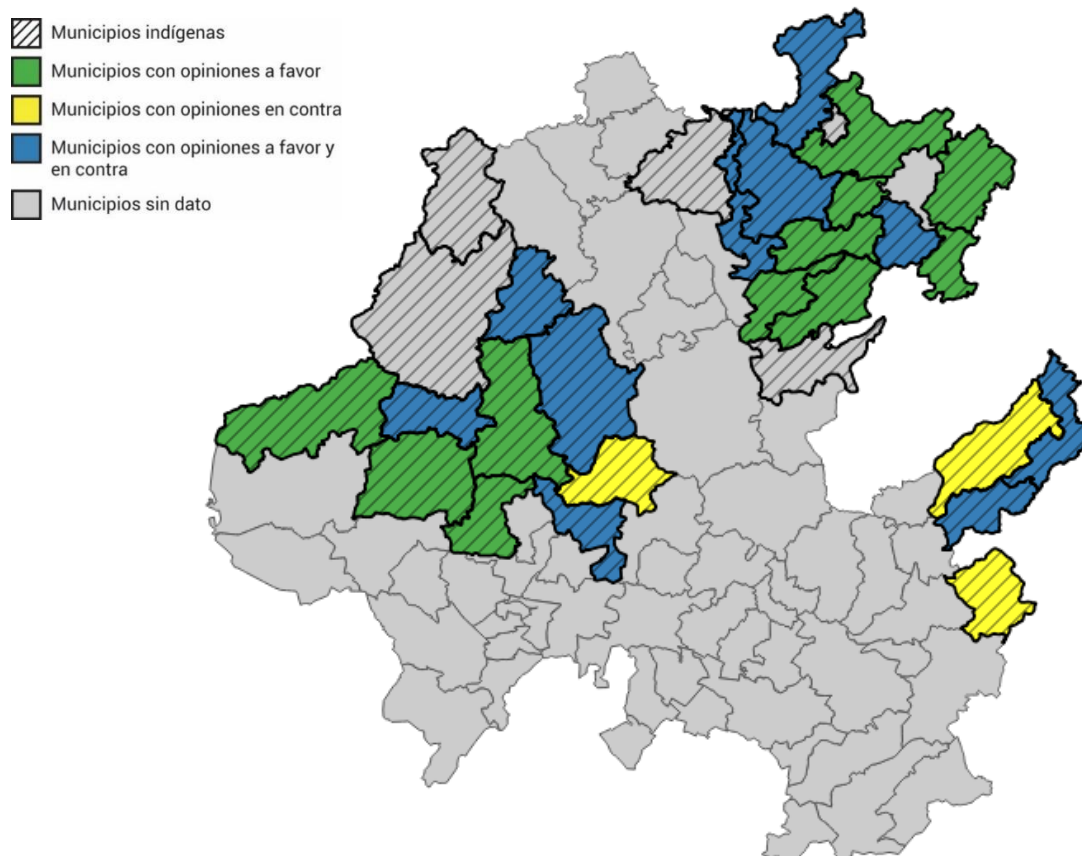 Municipios indígenas
Municipios con opiniones a favor
Municipios con opiniones en contra
Municipios con opiniones a favor y
en contra
Municipios sin dato